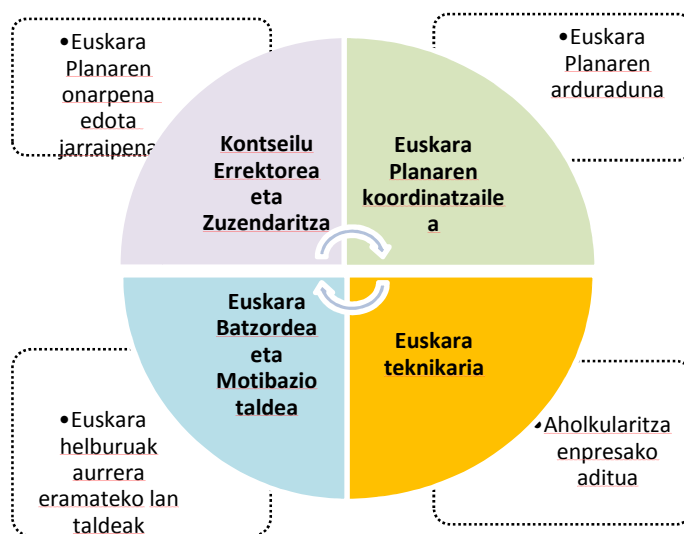 •Euskara
Planaren
onarpena
edota
jarraipena
•Euskara
Planaren
arduraduna
Kontseilu
Errektorea
eta
Zuzendaritza
Euskara
Planaren
koordinatzaile
a
Euskara
Batzordea
eta
Motibazio
taldea
Euskara
teknikaria
•Euskara
helburuak
aurrera
eramateko lan
taldeak
•Aholkularitza
enpresako
aditua